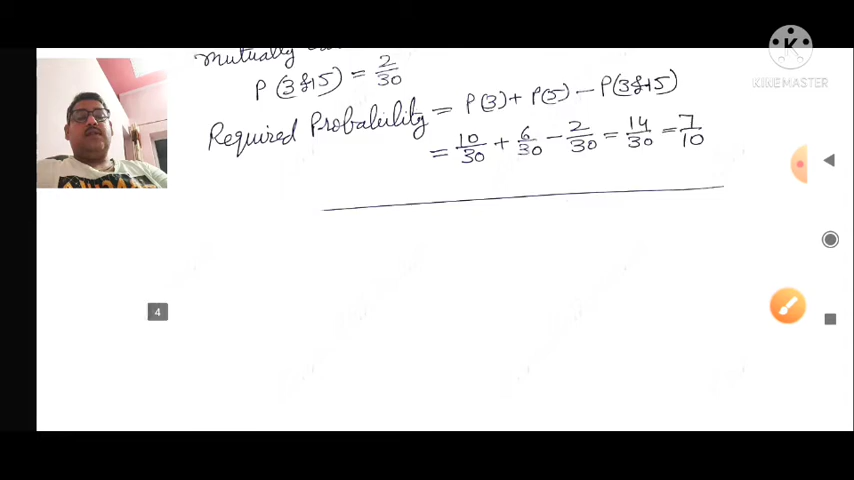 Mutually
P (3&5) = 2/30
KINEMASTER
Required Probability = P(3) + P(5) - P(3&5)
= 10/30 + 6/30 - 2/30 = 14/30 = 7/10
4